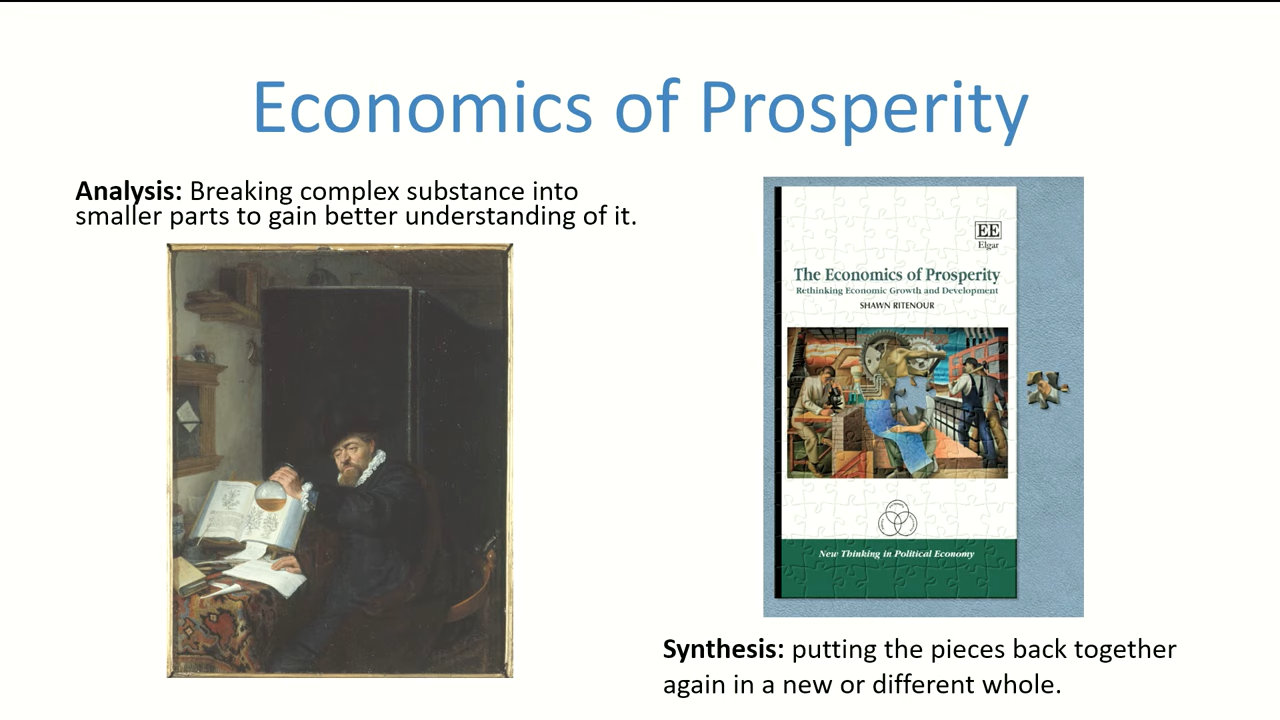 Economics of Prosperity
Analysis: Breaking complex substance into
smaller parts to gain better understanding of it.
EE
Elgar
The Economics of Prosperity
Rethinking Economic Growth and Development
SHAWN RITENOUR
New Thinking in Political Economy
Synthesis: putting the pieces back together
again in a new or different whole.